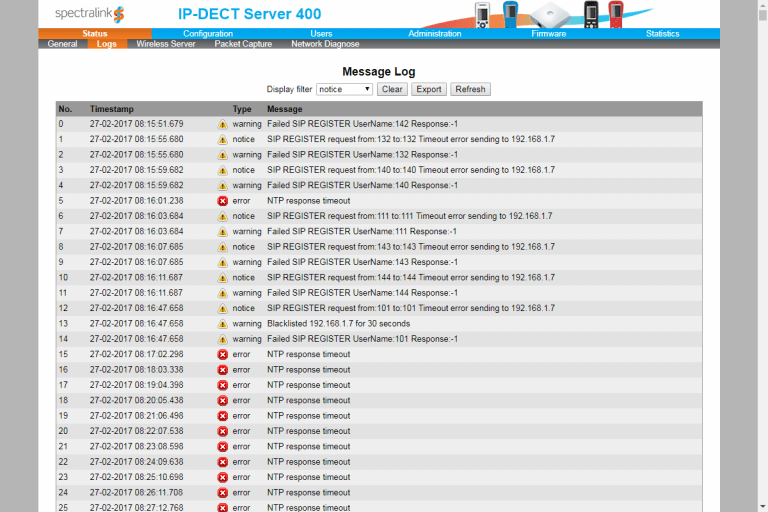 spectralink IP-DECT Server 400
Status Configuration Users Administration Firmware Statistics
General Logs Wireless Server Packet Capture Network Diagnose
Message Log
Display filter notice Clear Export Refresh
No. Timestamp Type Message
0 27-02-2017 08:15:51.679 warning Failed SIP REGISTER UserName:142 Response:-1
1 27-02-2017 08:15:55.680 notice SIP REGISTER request from:132 to:132 Timeout error sending to 192.168.1.7
2 27-02-2017 08:15:55.680 warning Failed SIP REGISTER UserName:132 Response:-1
3 27-02-2017 08:15:59.682 notice SIP REGISTER request from:140 to:140 Timeout error sending to 192.168.1.7
4 27-02-2017 08:15:59.682 warning Failed SIP REGISTER UserName:140 Response:-1
5 27-02-2017 08:16:01.238 error NTP response timeout
6 27-02-2017 08:16:03.684 notice SIP REGISTER request from:111 to:111 Timeout error sending to 192.168.1.7
7 27-02-2017 08:16:03.684 warning Failed SIP REGISTER UserName:111 Response:-1
8 27-02-2017 08:16:07.685 notice SIP REGISTER request from:143 to:143 Timeout error sending to 192.168.1.7
9 27-02-2017 08:16:07.685 warning Failed SIP REGISTER UserName:143 Response:-1
10 27-02-2017 08:16:11.687 notice SIP REGISTER request from:144 to:144 Timeout error sending to 192.168.1.7
11 27-02-2017 08:16:11.687 warning Failed SIP REGISTER UserName:144 Response:-1
12 27-02-2017 08:16:47.658 notice SIP REGISTER request from:101 to:101 Timeout error sending to 192.168.1.7
13 27-02-2017 08:16:47.658 warning Blacklisted 192.168.1.7 for 30 seconds
14 27-02-2017 08:16:47.658 warning Failed SIP REGISTER UserName:101 Response:-1
15 27-02-2017 08:17:02.298 error NTP response timeout
16 27-02-2017 08:18:03.338 error NTP response timeout
17 27-02-2017 08:19:04.398 error NTP response timeout
18 27-02-2017 08:20:05.438 error NTP response timeout
19 27-02-2017 08:21:06.498 error NTP response timeout
20 27-02-2017 08:22:07.538 error NTP response timeout
21 27-02-2017 08:23:08.598 error NTP response timeout
22 27-02-2017 08:24:09.638 error NTP response timeout
23 27-02-2017 08:25:10.698 error NTP response timeout
24 27-02-2017 08:26:11.708 error NTP response timeout
25 27-02-2017 08:27:12.768 error NTP response timeout